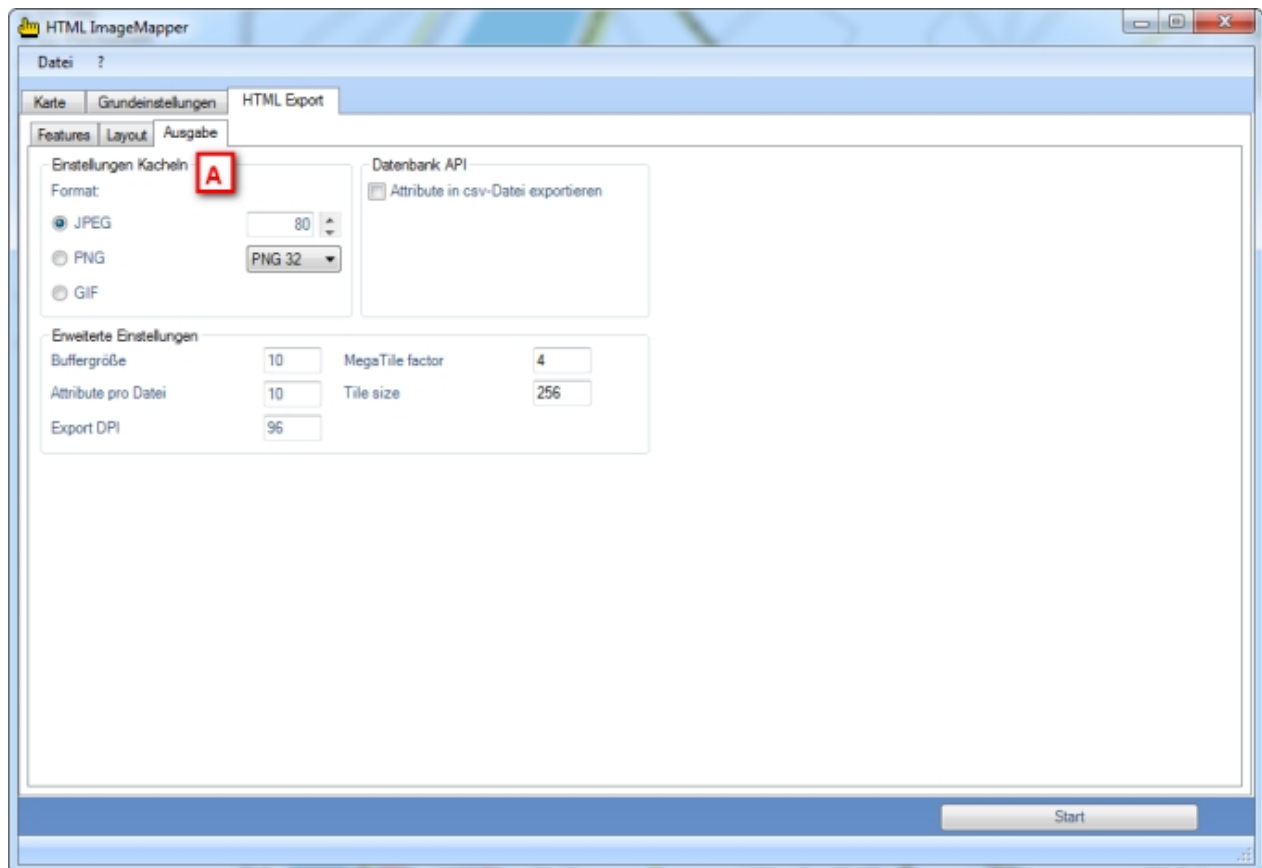 HTML ImageMapper
Datei ?
Karte Grundeinstellungen HTML Export
Features Layout Ausgabe
Einstellungen Kacheln
A
Format:
JPEG 80
PNG PNG 32
GIF
Datenbank API
Attribute in csv-Datei exportieren
Erweiterte Einstellungen
Buffergröße 10 MegaTile factor 4
Attribute pro Datei 10 Tile size 256
Export DPI 96
Start